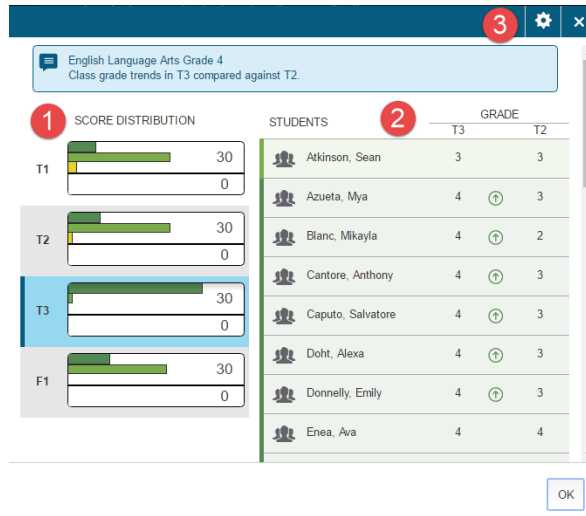 3
English Language Arts Grade 4
Class grade trends in T3 compared against T2.
1
SCORE DISTRIBUTION
T1
30
0
T2
30
0
T3
30
0
F1
30
0
STUDENTS
2
GRADE
T3 T2
Atkinson, Sean 3 3
Azueta, Mya 4 3
Blanc, Mikayla 4 2
Cantore, Anthony 4 3
Caputo, Salvatore 4 3
Doht, Alexa 4 3
Donnelly, Emily 4 3
Enea, Ava 4 4
OK